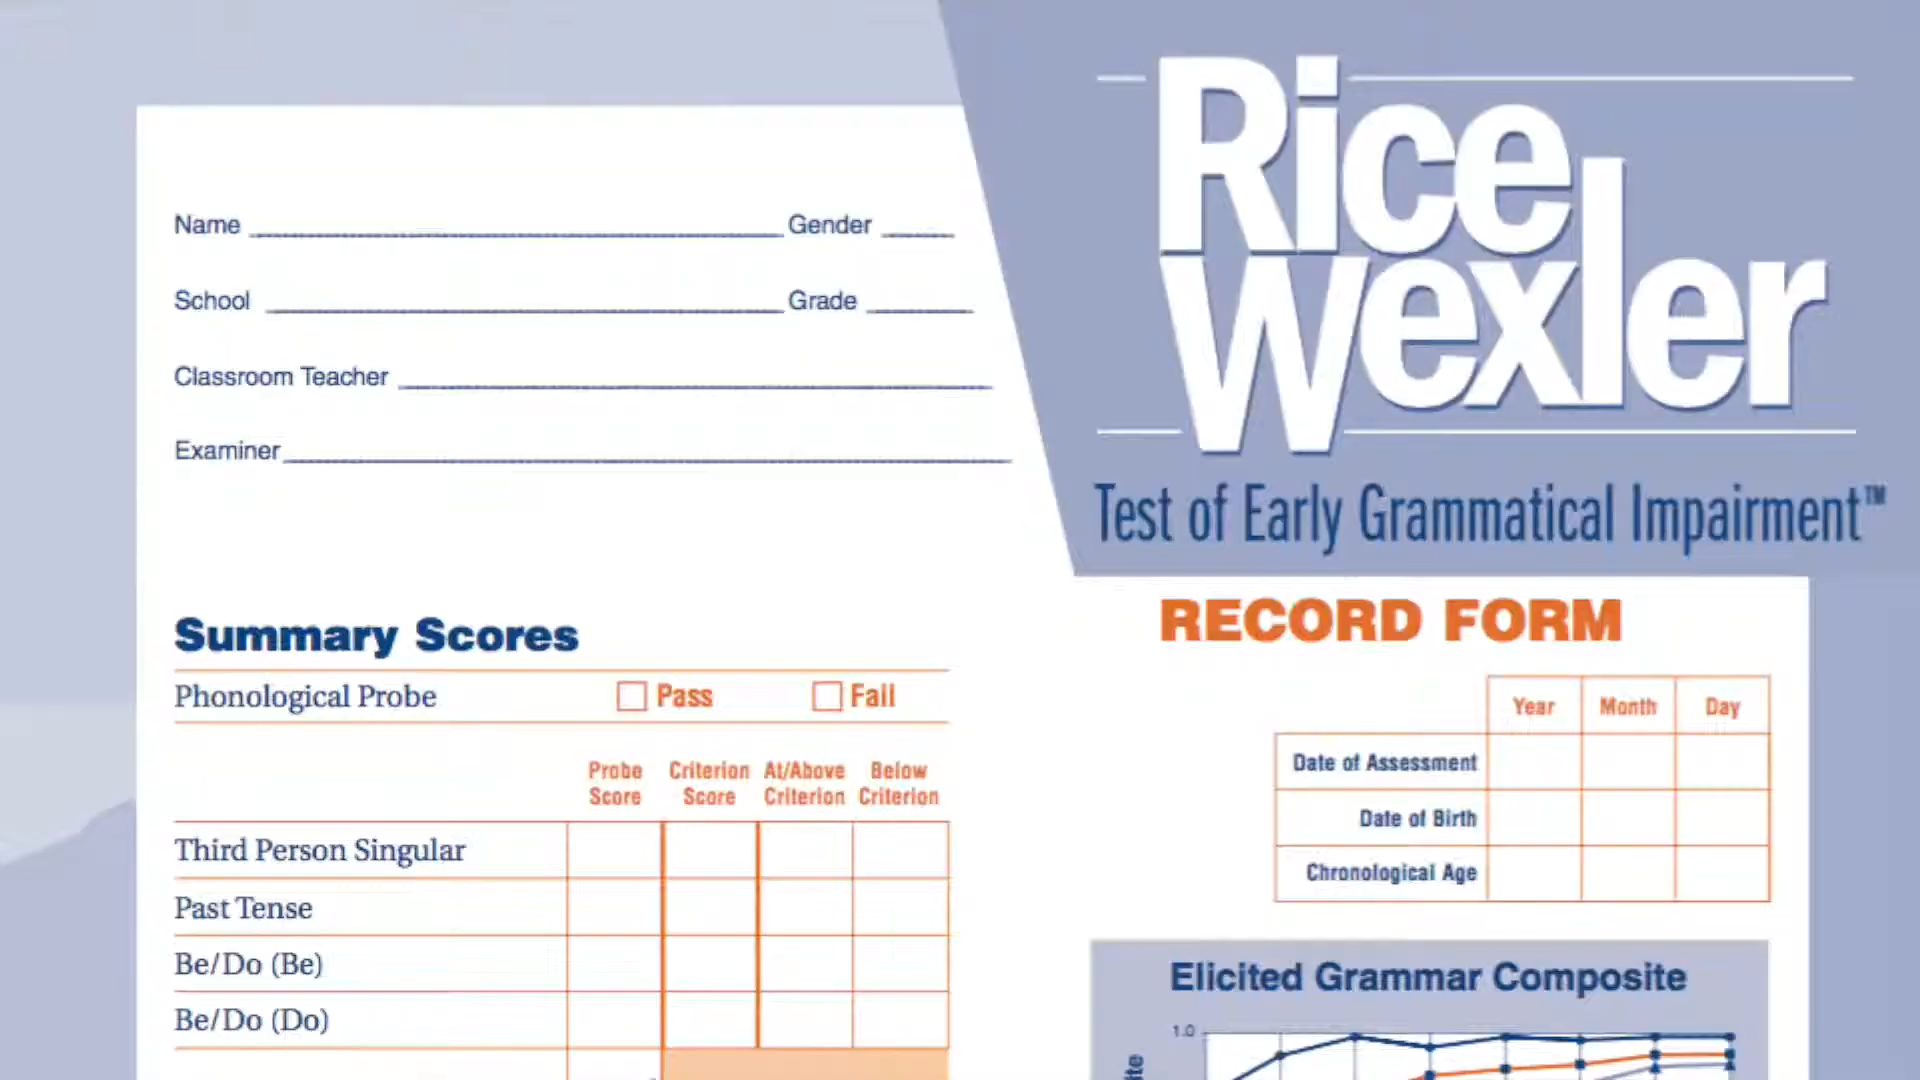 Rice
Wexler
Test of Early Grammatical Impairment™
Name Gender
School Grade
Classroom Teacher
Examiner
Summary Scores
Phonological Probe Pass Fail
Probe Score Criterion Score At/Above Criterion Below Criterion
Third Person Singular
Past Tense
Be/Do (Be)
Be/Do (Do)
RECORD FORM
Year Month Day
Date of Assessment
Date of Birth
Chronological Age
Elicited Grammar Composite
1.0